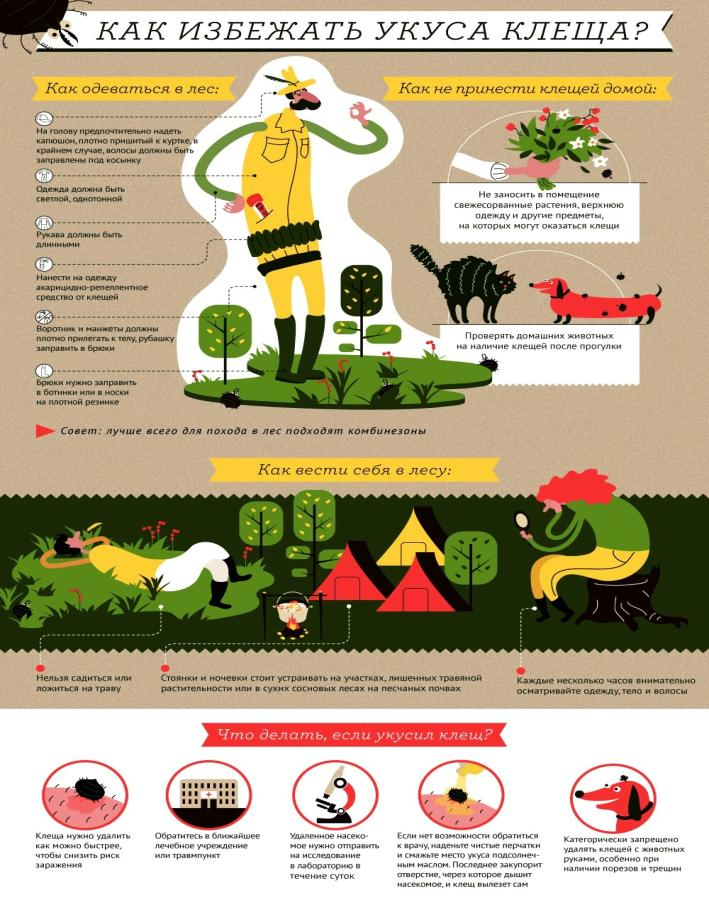 КАК ИЗБЕЖАТЬ УКУСА КЛЕЩА?
Как одеваться в лес:
На голову предпочтительно надеть
капюшон, плотно пришитый к куртке, в
крайнем случае, волосы должны быть
заправлены под косынку
Одежда должна быть
светлой, однотонной
Рукава должны быть
длинными
Нанести на одежду
акарицидно-репеллентное
средство от клещей
Воротник и манжеты должны
плотно прилегать к телу, рубашку
заправить в брюки
Брюки нужно заправить
в ботинки или в носки
на плотной резинке
Совет: лучше всего для похода в лес подходят комбинезоны
Как не принести клещей домой:
Не заносить в помещение
свежесорванные растения, верхнюю
одежду и другие предметы,
на которых могут оказаться клещи
Проверять домашних животных
на наличие клещей после прогулки
Как вести себя в лесу:
Нельзя садиться или
ложиться на траву
Стоянки и ночевки стоит устраивать на участках, лишенных травяной
растительности или в сухих сосновых лесах на песчаных почвах
Каждые несколько часов внимательно
осматривайте одежду, тело и волосы
Что делать, если укусил клещ?
Клеща нужно удалить
как можно быстрее,
чтобы снизить риск
заражения
Обратитесь в ближайшее
лечебное учреждение
или травмпункт
Удаленное насеко-
мое нужно отправить
на исследование
в лабораторию в
течение суток
Если нет возможности обратиться
к врачу, наденьте чистые перчатки
и смажьте место укуса подсолнеч-
ным маслом. Последнее закупорит
отверстие, через которое дышит
насекомое, и клещ вылезет сам
Категорически запрещено
удалять клещей с животных
руками, особенно при
наличии порезов и трещин